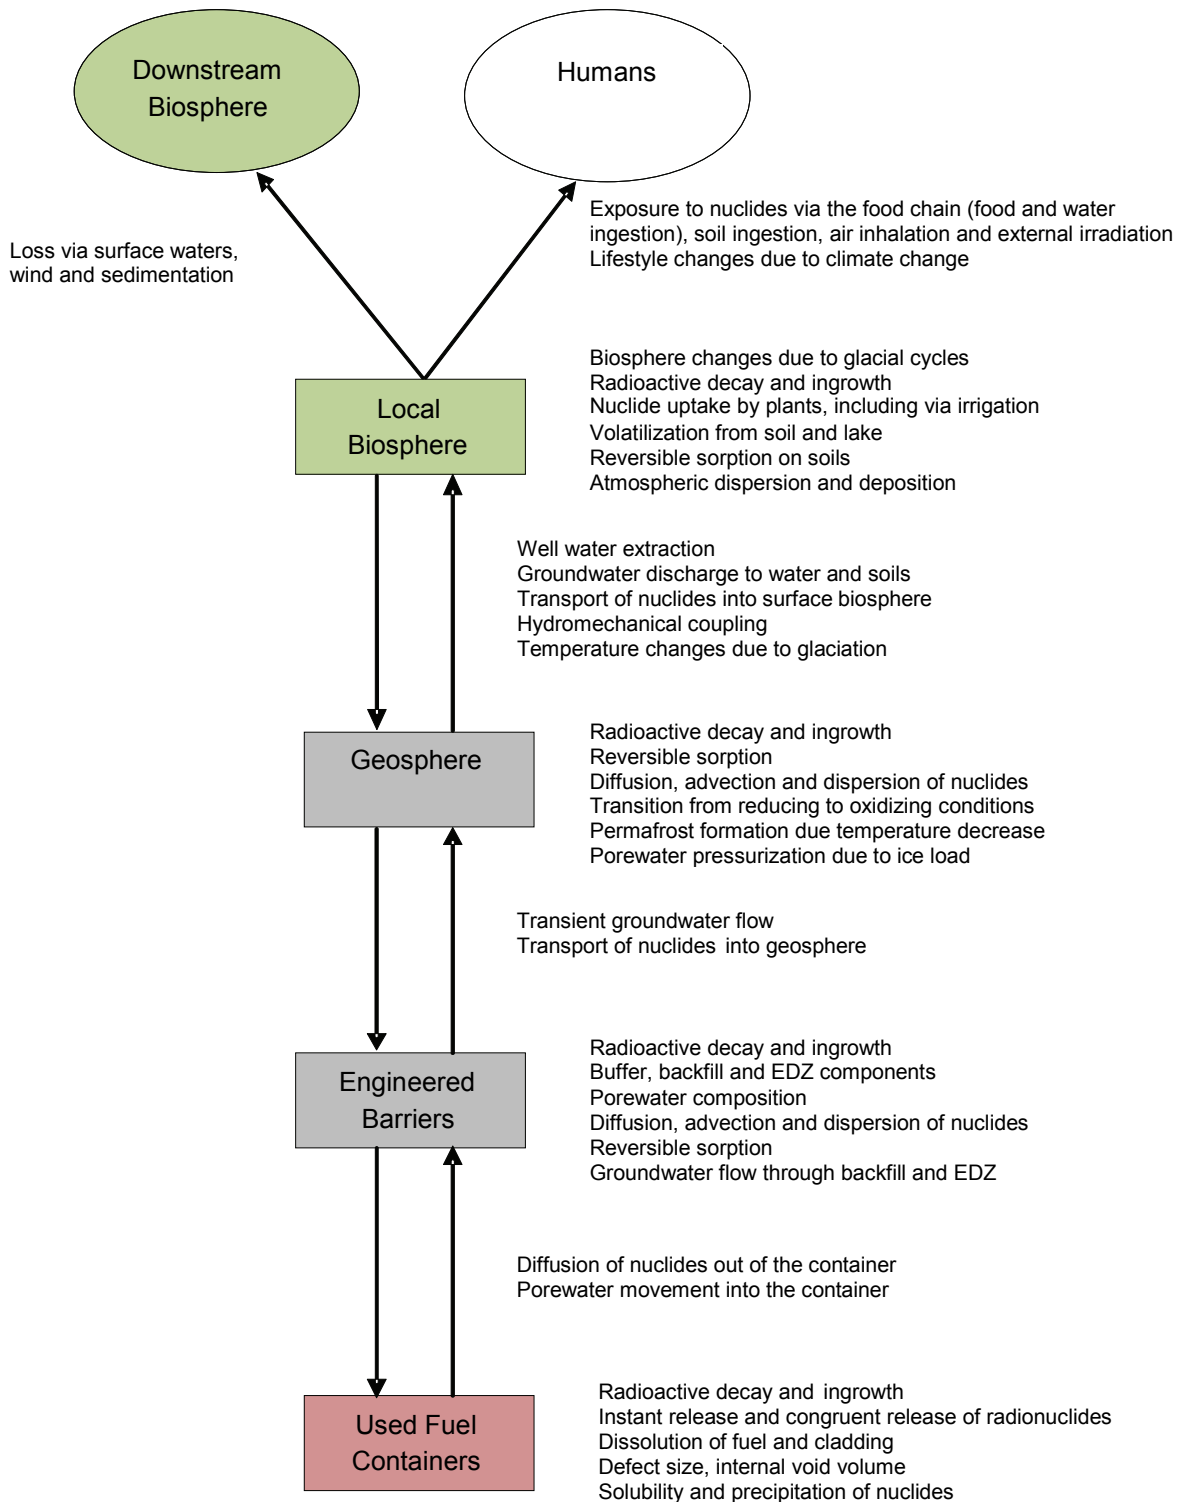 Downstream
Biosphere
Humans
Loss via surface waters,
wind and sedimentation
Exposure to nuclides via the food chain (food and water
ingestion), soil ingestion, air inhalation and external irradiation
Lifestyle changes due to climate change
Local
Biosphere
Biosphere changes due to glacial cycles
Radioactive decay and ingrowth
Nuclide uptake by plants, including via irrigation
Volatilization from soil and lake
Reversible sorption on soils
Atmospheric dispersion and deposition
Well water extraction
Groundwater discharge to water and soils
Transport of nuclides into surface biosphere
Hydromechanical coupling
Temperature changes due to glaciation
Geosphere
Radioactive decay and ingrowth
Reversible sorption
Diffusion, advection and dispersion of nuclides
Transition from reducing to oxidizing conditions
Permafrost formation due temperature decrease
Porewater pressurization due to ice load
Transient groundwater flow
Transport of nuclides into geosphere
Engineered
Barriers
Radioactive decay and ingrowth
Buffer, backfill and EDZ components
Porewater composition
Diffusion, advection and dispersion of nuclides
Reversible sorption
Groundwater flow through backfill and EDZ
Diffusion of nuclides out of the container
Porewater movement into the container
Used Fuel
Containers
Radioactive decay and ingrowth
Instant release and congruent release of radionuclides
Dissolution of fuel and cladding
Defect size, internal void volume
Solubility and precipitation of nuclides